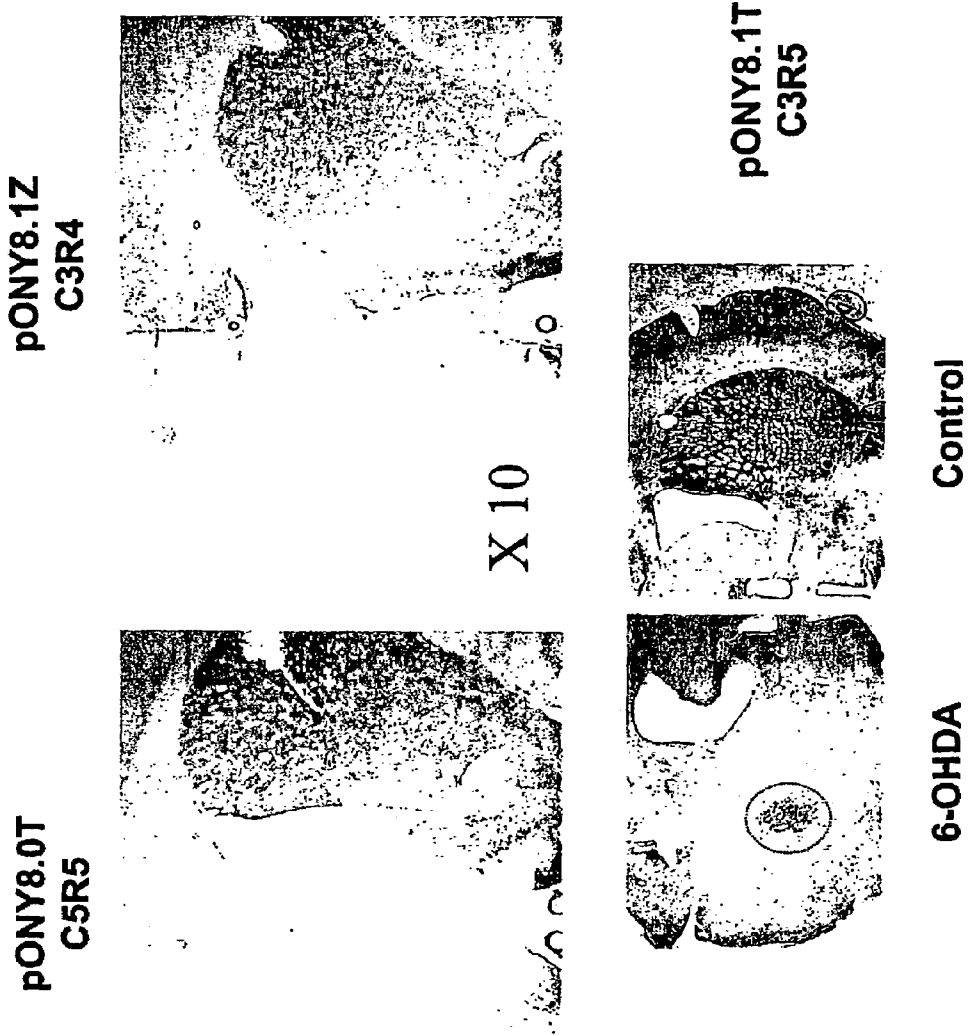 pONY8.0T
C5R5
pONY8.1Z
C3R4
X 10
6-OHDA
Control
pONY8.1T
C3R5